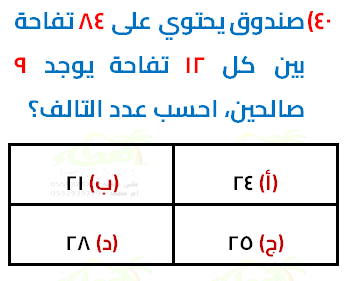 ٤٠) صندوق يحتوي على ٨٤ تفاحة
بين كل ١٢ تفاحة يوجد ٩
صالحين، احسب عدد التالف؟
(أ) ٢٤
(ب) ٢١
(ج) ٢٥
(د) ٢٨